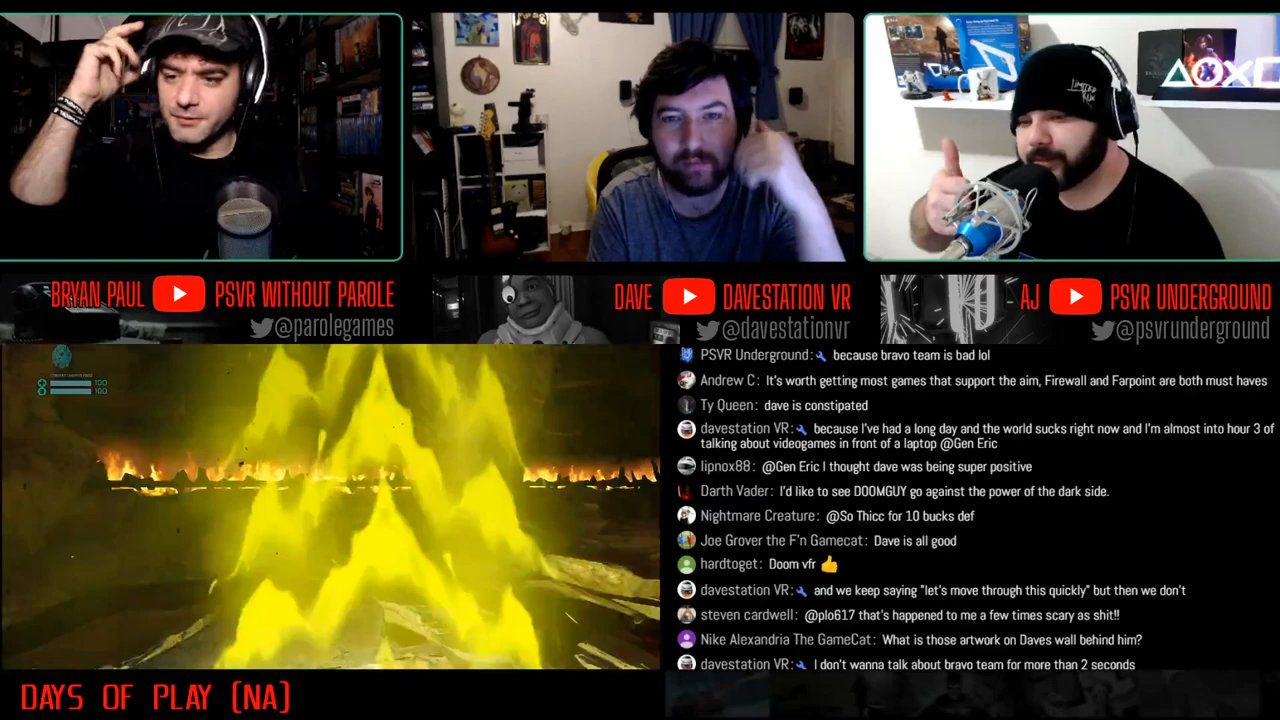 LIMITED
RUN
BRYAN PAUL PSVR WITHOUT PAROLE
@parolegames
DAVE DAVESTATION VR
@davestationvr
AJ PSVR UNDERGROUND
@psvrunderground
100
100
PSVR Underground: because bravo team is bad lol
Andrew C: It's worth getting most games that support the aim, Firewall and Farpoint are both must haves
Ty Queen: dave is constipated
davestation VR: because I've had a long day and the world sucks right now and I'm almost into hour 3 of
talking about videogames in front of a laptop @Gen Eric
lipnox88: @Gen Eric I thought dave was being super positive
Darth Vader: I'd like to see DOOMGUY go against the power of the dark side.
Nightmare Creature: @So Thicc for 10 bucks def
Joe Grover the F'n Gamecat: Dave is all good
hardtoget: Doom vfr 👍
davestation VR: and we keep saying "let's move through this quickly" but then we don't
steven cardwell: @plo617 that's happened to me a few times scary as shit!!
Nike Alexandria The GameCat: What is those artwork on Daves wall behind him?
davestation VR: I don't wanna talk about bravo team for more than 2 seconds
DAYS OF PLAY (NA)